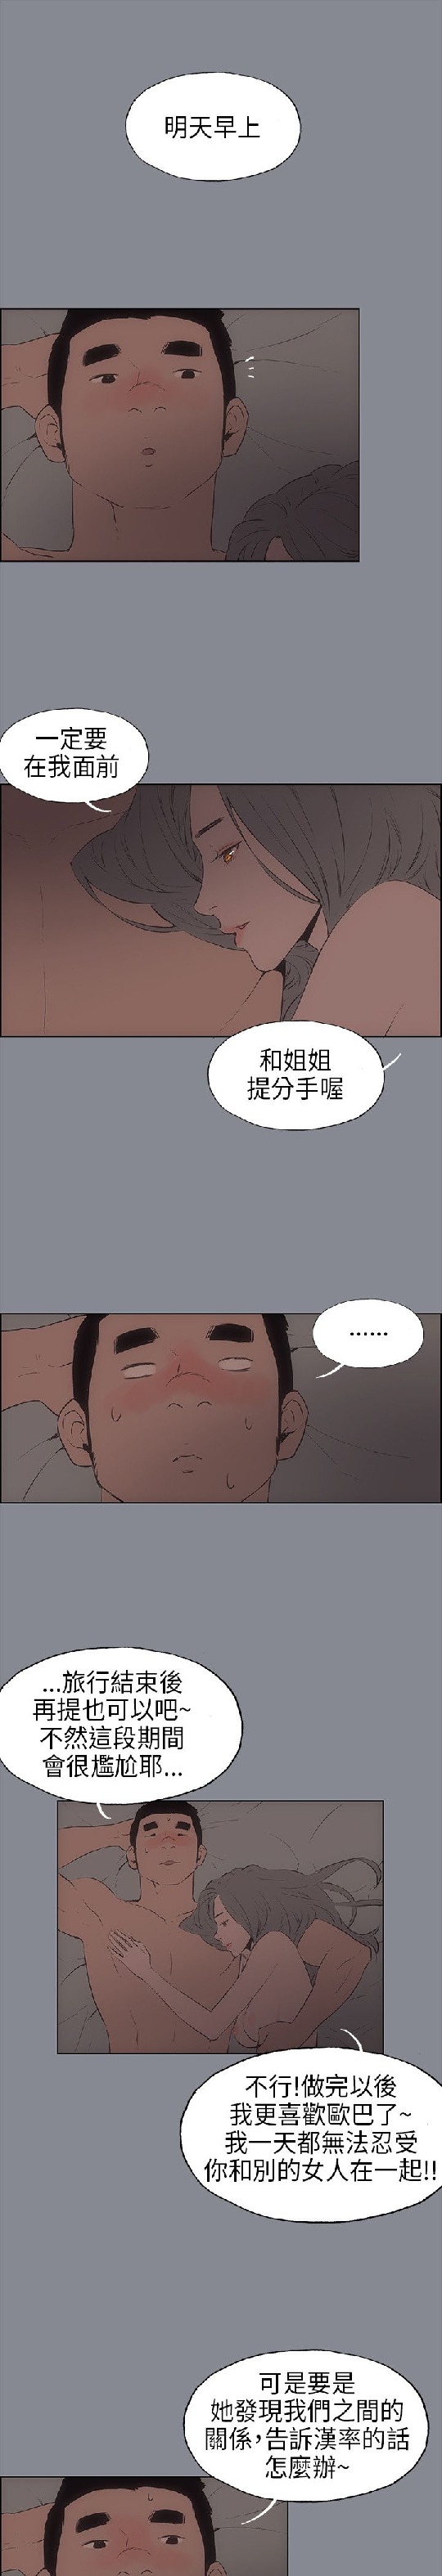 明天早上
一定要
在我面前
和姐姐
提分手喔
……
...旅行結束後
再提也可以吧~
不然這段期間
會很尷尬耶...
不行!做完以後
我更喜歡歐巴了~
我一天都無法忍受
你和別的女人在一起!!
可是要是
她發現我們之間的
關係,告訴漢率的話
怎麼辦~